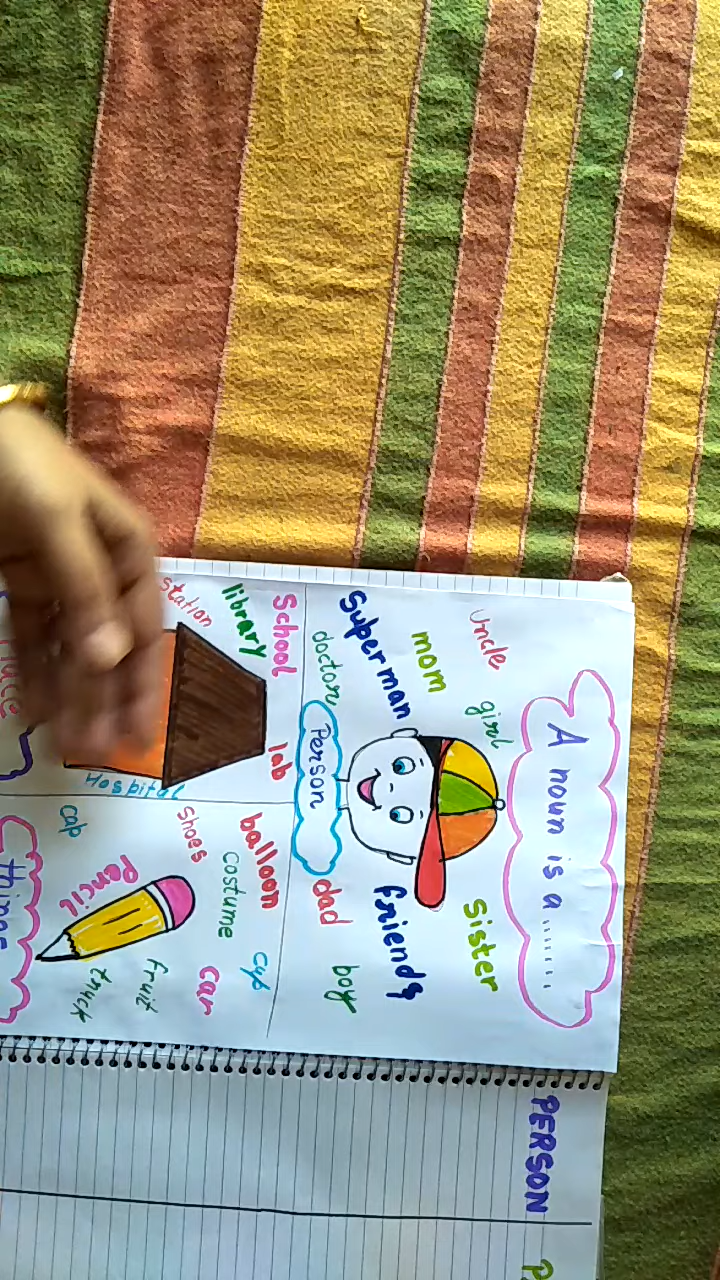 A noun is a.......
Uncle
girl
Sister
mom
Superman
friends
doctor
Person
dad
boy
School
lab
library
station
Hospital
balloon
cup
costume
car
shoes
fruit
Pencil
truck
cap
things
PERSON